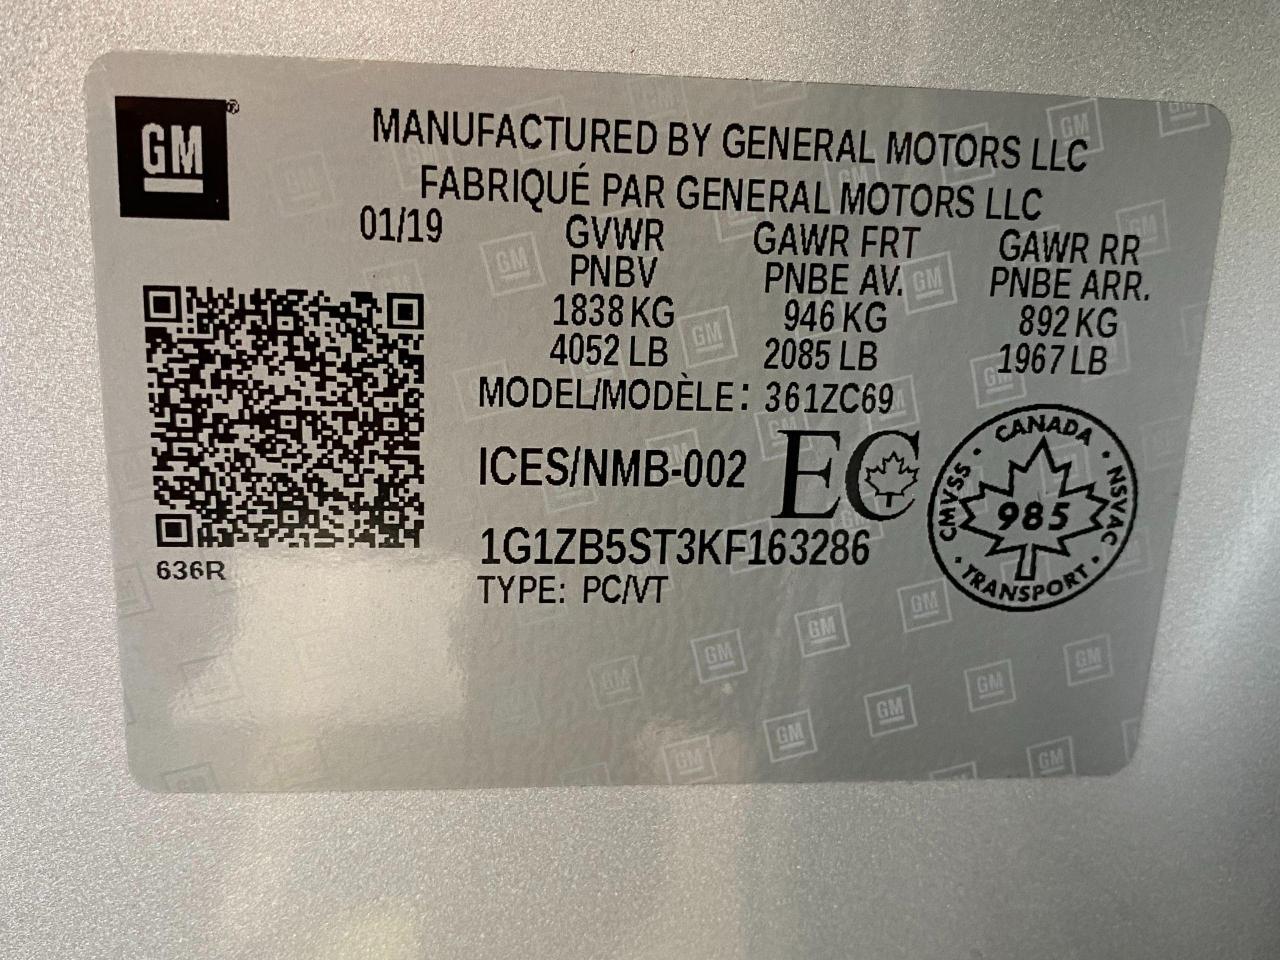 GM®
MANUFACTURED BY GENERAL MOTORS LLC
FABRIQUÉ PAR GENERAL MOTORS LLC
01/19 GVWR GAWR FRT GAWR RR
PNBV PNBE AV. PNBE ARR.
1838 KG 946 KG 892 KG
4052 LB 2085 LB 1967 LB
MODEL/MODÈLE: 361ZC69
ICES/NMB-002 EC
1G1ZB5ST3KF163286
TYPE: PC/VT
636R
CANADA
CMVSS · NSVAC
985
TRANSPORT